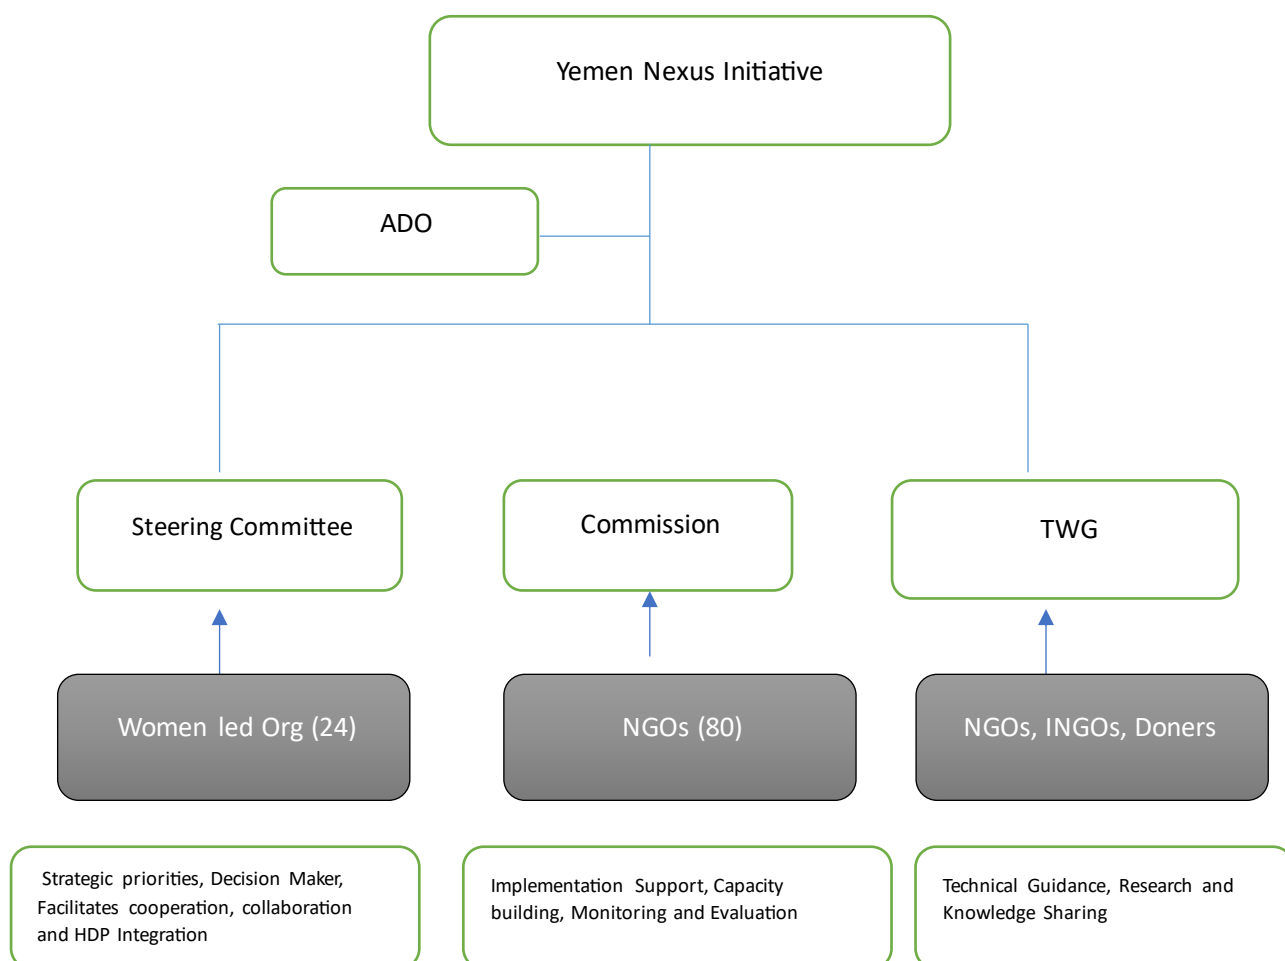 Yemen Nexus Initiative
ADO
Steering Committee
Commission
TWG
Women led Org (24)
NGOs (80)
NGOs, INGOs, Doners
Strategic priorities, Decision Maker,
Facilitates cooperation, collaboration
and HDP Integration
Implementation Support, Capacity
building, Monitoring and Evaluation
Technical Guidance, Research and
Knowledge Sharing